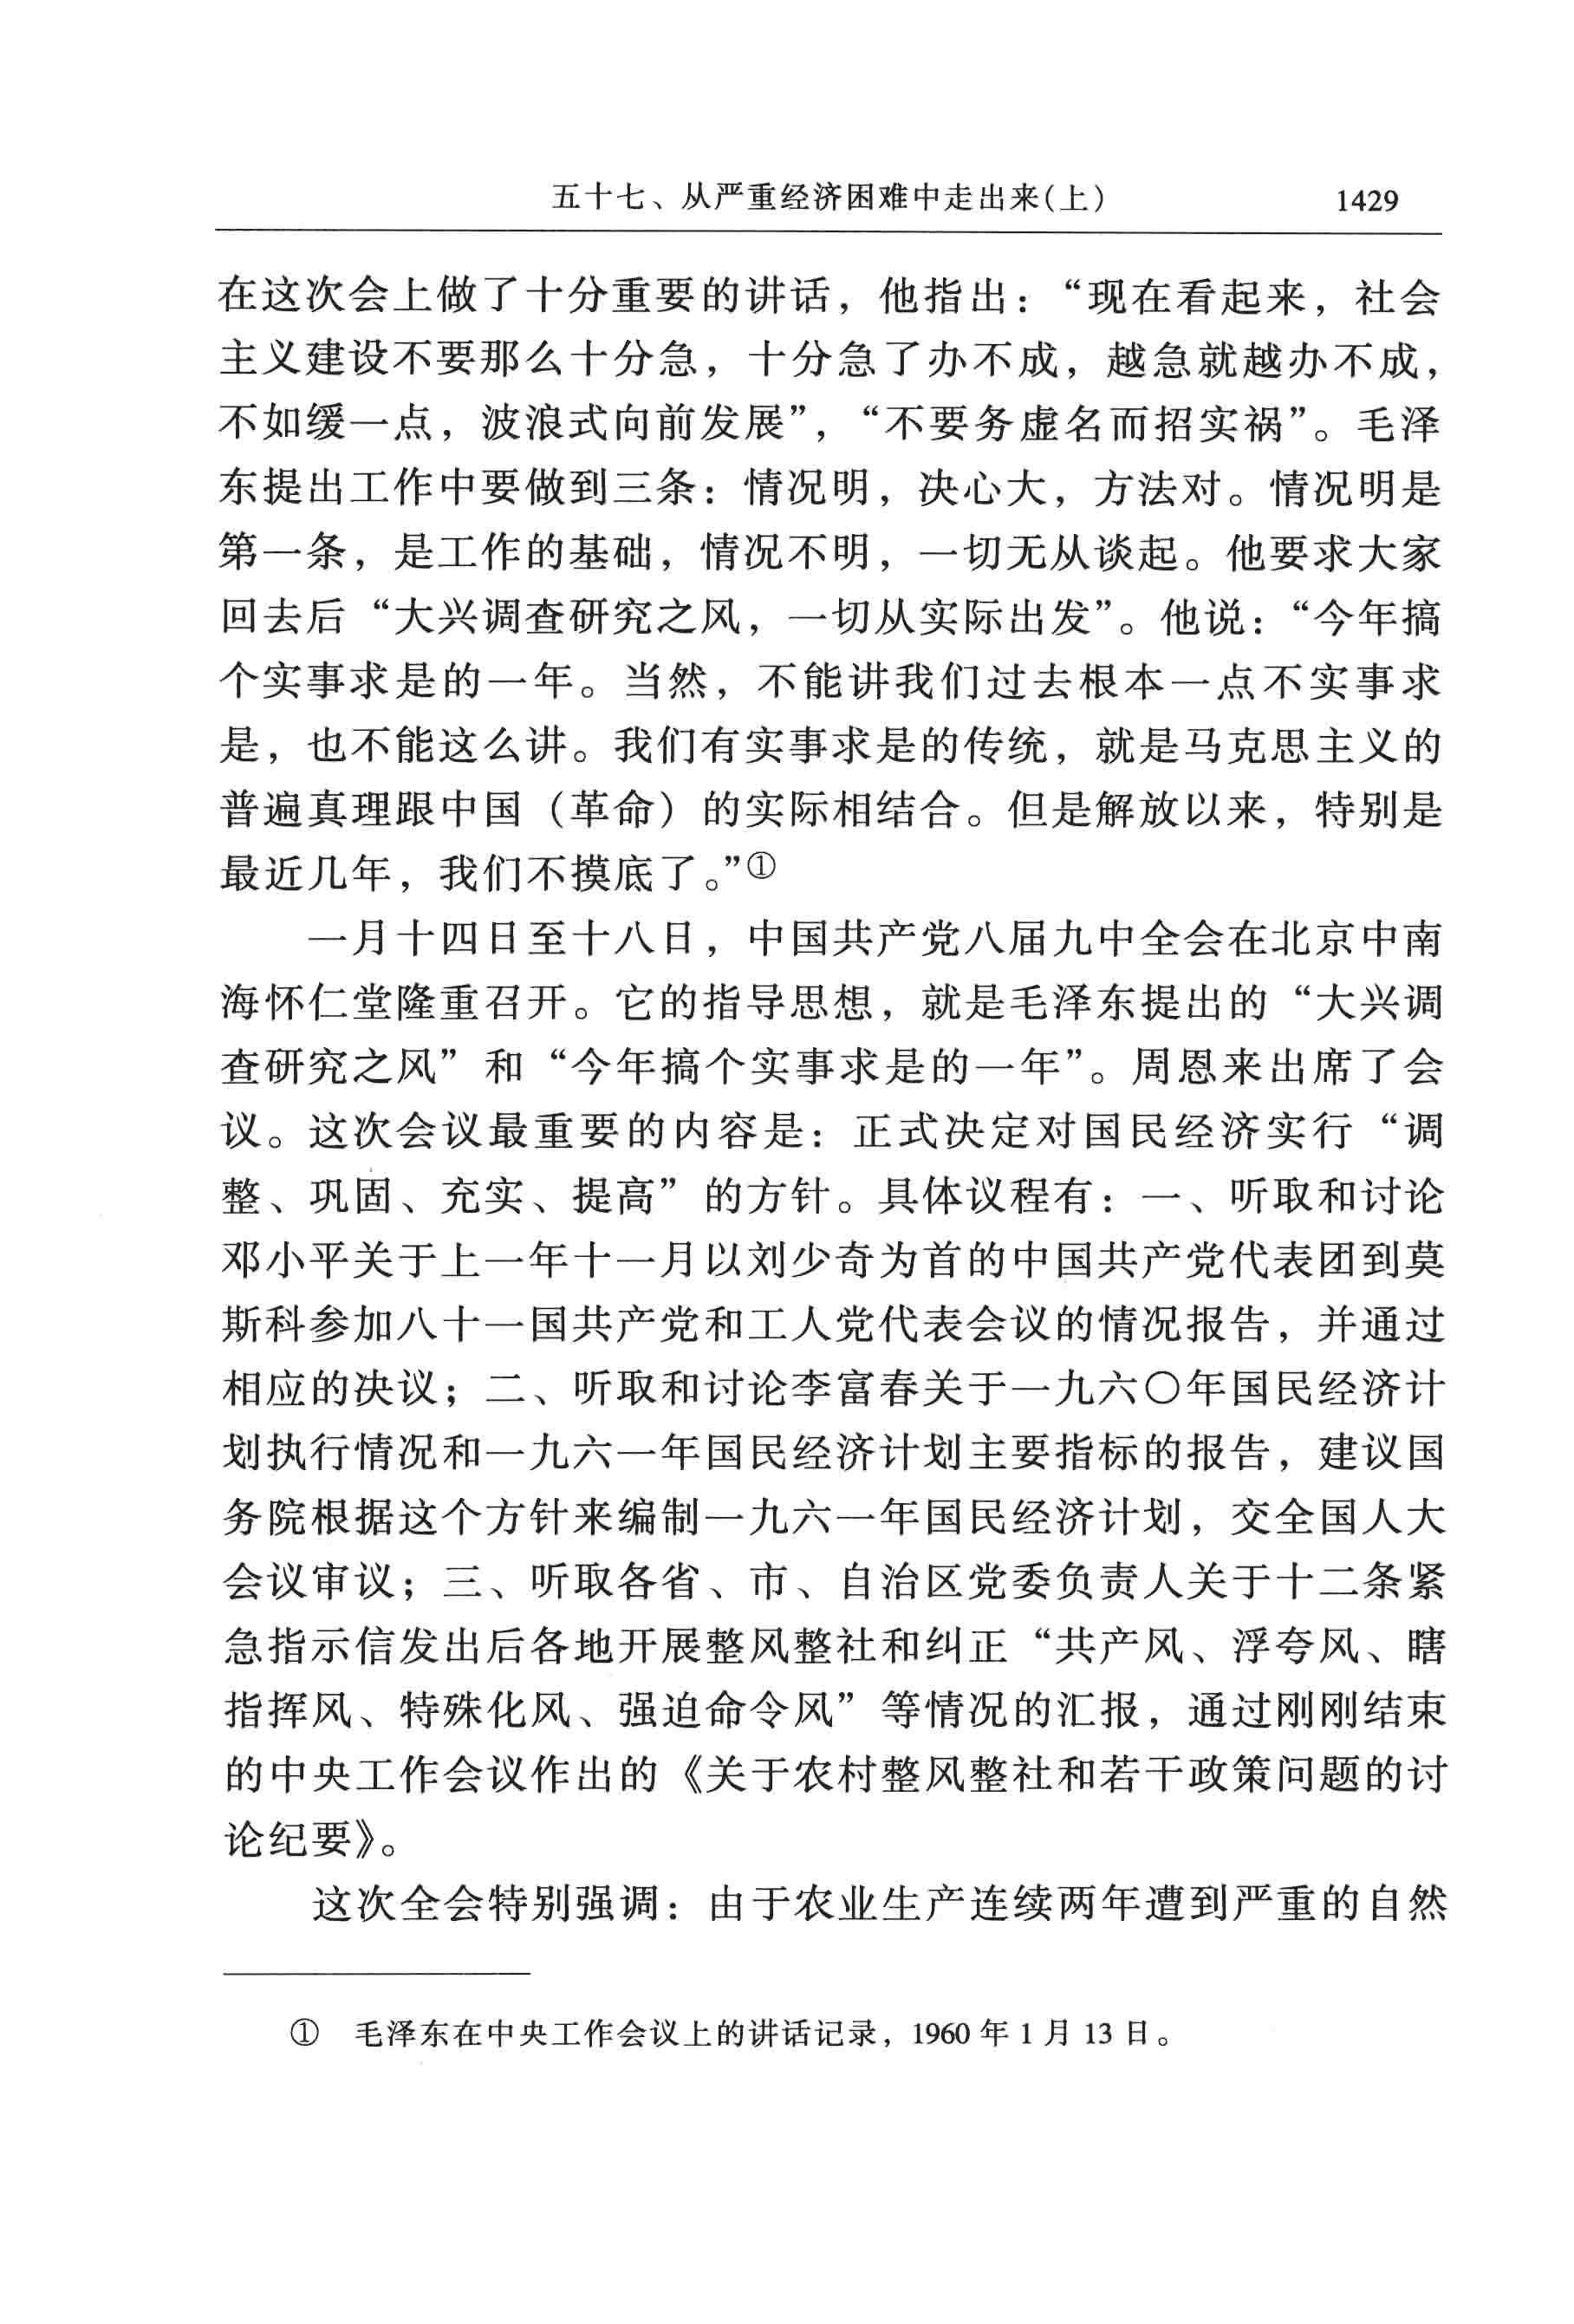 五十七、从严重经济困难中走出来(上) 1429
在这次会上做了十分重要的讲话，他指出：“现在看起来，社会
主义建设不要那么十分急，十分急了办不成，越急就越办不成，
不如缓一点，波浪式向前发展”，“不要务虚名而招实祸”。毛泽
东提出工作中要做到三条：情况明，决心大，方法对。情况明是
第一条，是工作的基础，情况不明，一切无从谈起。他要求大家
回去后“大兴调查研究之风，一切从实际出发”。他说：“今年搞
个实事求是的一年。当然，不能讲我们过去根本一点不实事求
是，也不能这么讲。我们有实事求是的传统，就是马克思主义的
普遍真理跟中国（革命）的实际相结合。但是解放以来，特别是
最近几年，我们不摸底了。”①
一月十四日至十八日，中国共产党八届九中全会在北京中南
海怀仁堂隆重召开。它的指导思想，就是毛泽东提出的“大兴调
查研究之风”和“今年搞个实事求是的一年”。周恩来出席了会
议。这次会议最重要的内容是：正式决定对国民经济实行“调
整、巩固、充实、提高”的方针。具体议程有：一、听取和讨论
邓小平关于上一年十一月以刘少奇为首的中国共产党代表团到莫
斯科参加八十一国共产党和工人党代表会议的情况报告，并通过
相应的决议；二、听取和讨论李富春关于一九六〇年国民经济计
划执行情况和一九六一年国民经济计划主要指标的报告，建议国
务院根据这个方针来编制一九六一年国民经济计划，交全国人大
会议审议；三、听取各省、市、自治区党委负责人关于十二条紧
急指示信发出后各地开展整风整社和纠正“共产风、浮夸风、瞎
指挥风、特殊化风、强迫命令风”等情况的汇报，通过刚刚结束
的中央工作会议作出的《关于农村整风整社和若干政策问题的讨
论纪要》。
这次全会特别强调：由于农业生产连续两年遭到严重的自然
① 毛泽东在中央工作会议上的讲话记录，1960 年 1 月 13 日。